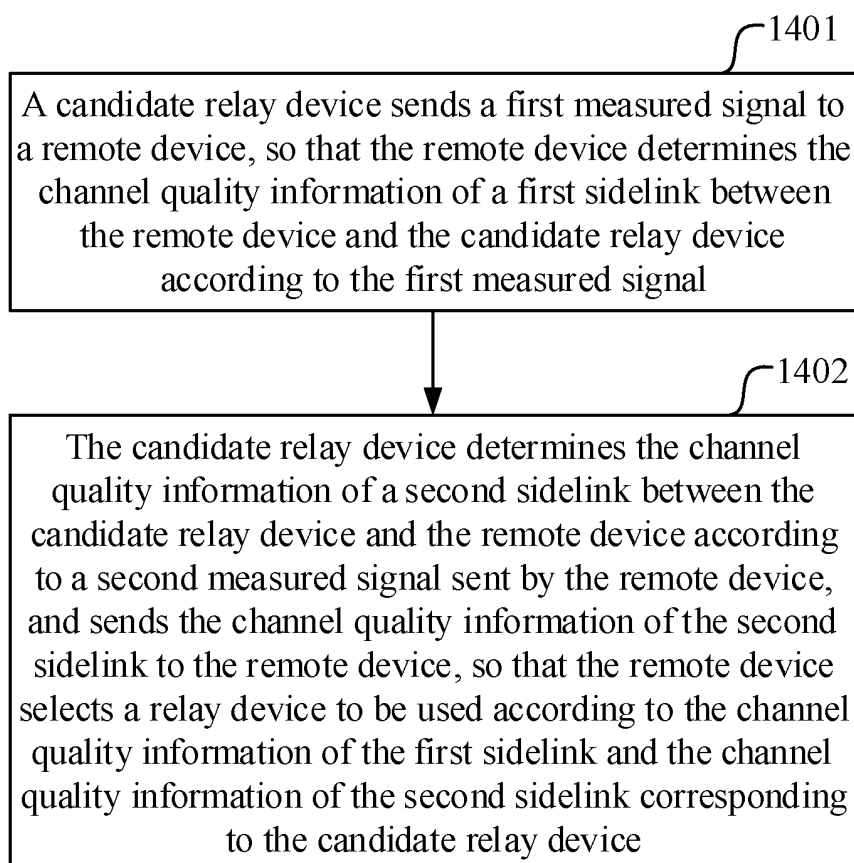 1401
A candidate relay device sends a first measured signal to
a remote device, so that the remote device determines the
channel quality information of a first sidelink between
the remote device and the candidate relay device
according to the first measured signal
1402
The candidate relay device determines the channel
quality information of a second sidelink between the
candidate relay device and the remote device according
to a second measured signal sent by the remote device,
and sends the channel quality information of the second
sidelink to the remote device, so that the remote device
selects a relay device to be used according to the channel
quality information of the first sidelink and the channel
quality information of the second sidelink corresponding
to the candidate relay device